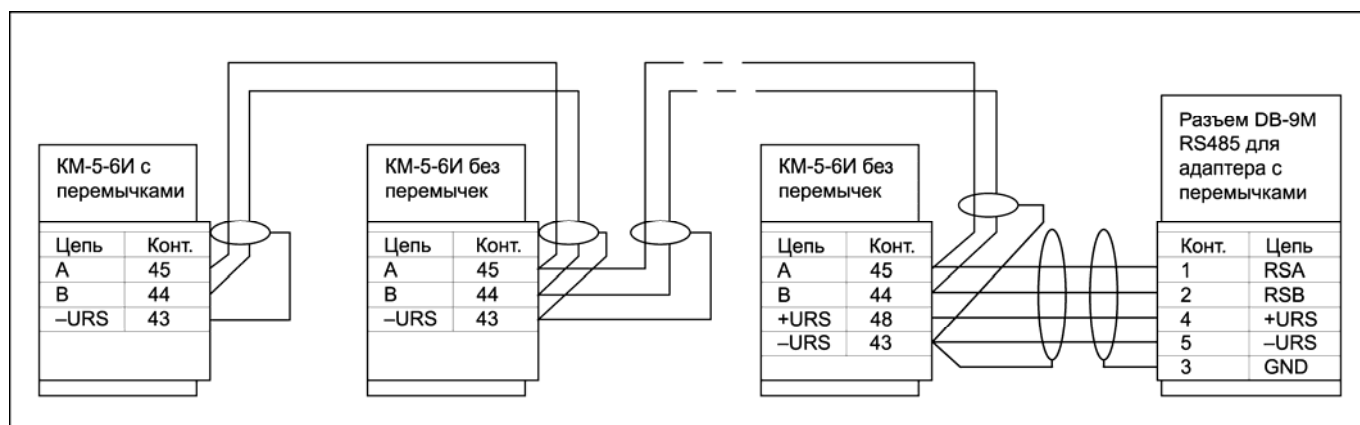 КМ-5-6И с
перемычками
Цепь Конт.
А 45
В 44
–URS 43
КМ-5-6И без
перемычек
Цепь Конт.
А 45
В 44
–URS 43
КМ-5-6И без
перемычек
Цепь Конт.
А 45
В 44
+URS 48
–URS 43
Разъем DB-9M
RS485 для
адаптера с
перемычками
Конт. Цепь
1 RSA
2 RSB
4 +URS
5 –URS
3 GND